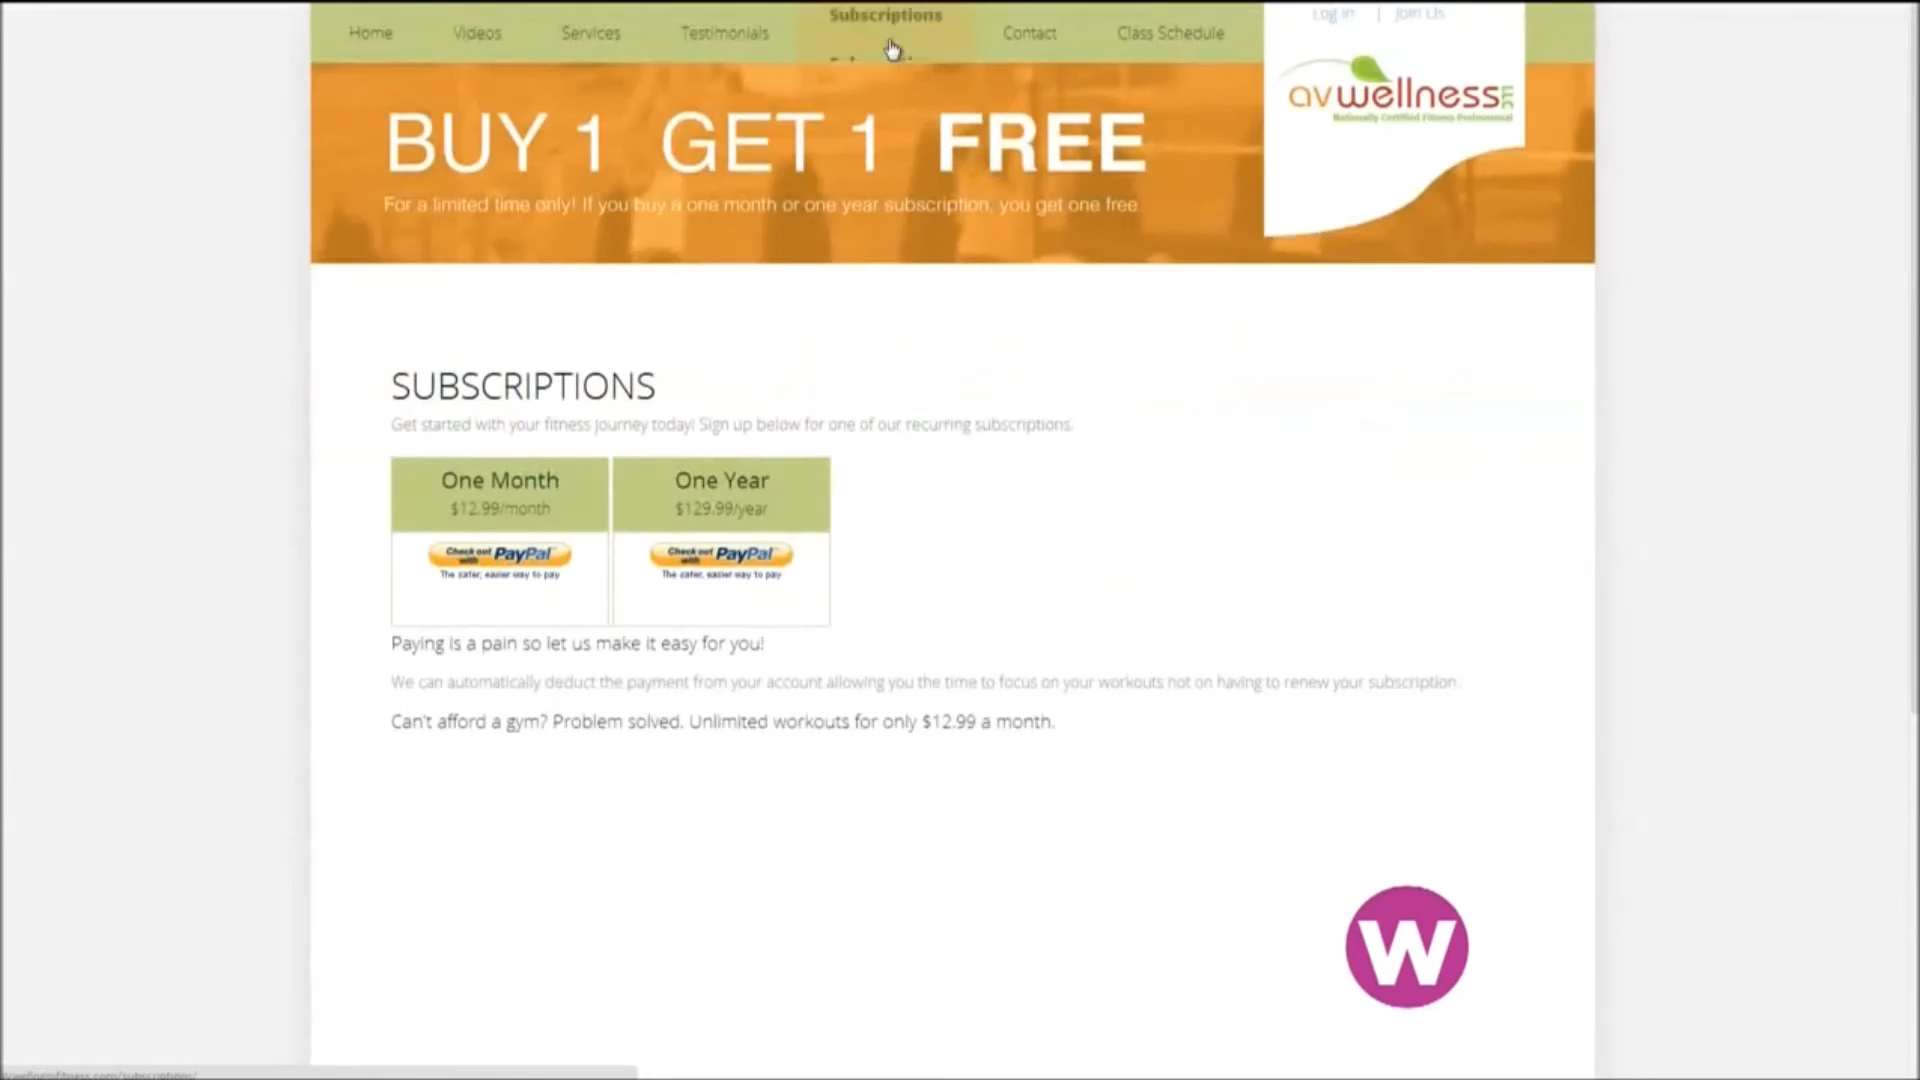 Log in | Join Us
Home Videos Services Testimonials Subscriptions Contact Class Schedule
avwellness LLC
Nationally Certified Fitness Professional
BUY 1 GET 1 FREE
For a limited time only! If you buy a one month or one year subscription, you get one free
SUBSCRIPTIONS
Get started with your fitness journey today! Sign up below for one of our recurring subscriptions.
One Month One Year
$12.99/month $129.99/year
Check out with PayPal Check out with PayPal
The safer, easier way to pay The safer, easier way to pay
Paying is a pain so let us make it easy for you!
We can automatically deduct the payment from your account allowing you the time to focus on your workouts not on having to renew your subscription.
Can't afford a gym? Problem solved. Unlimited workouts for only $12.99 a month.
W